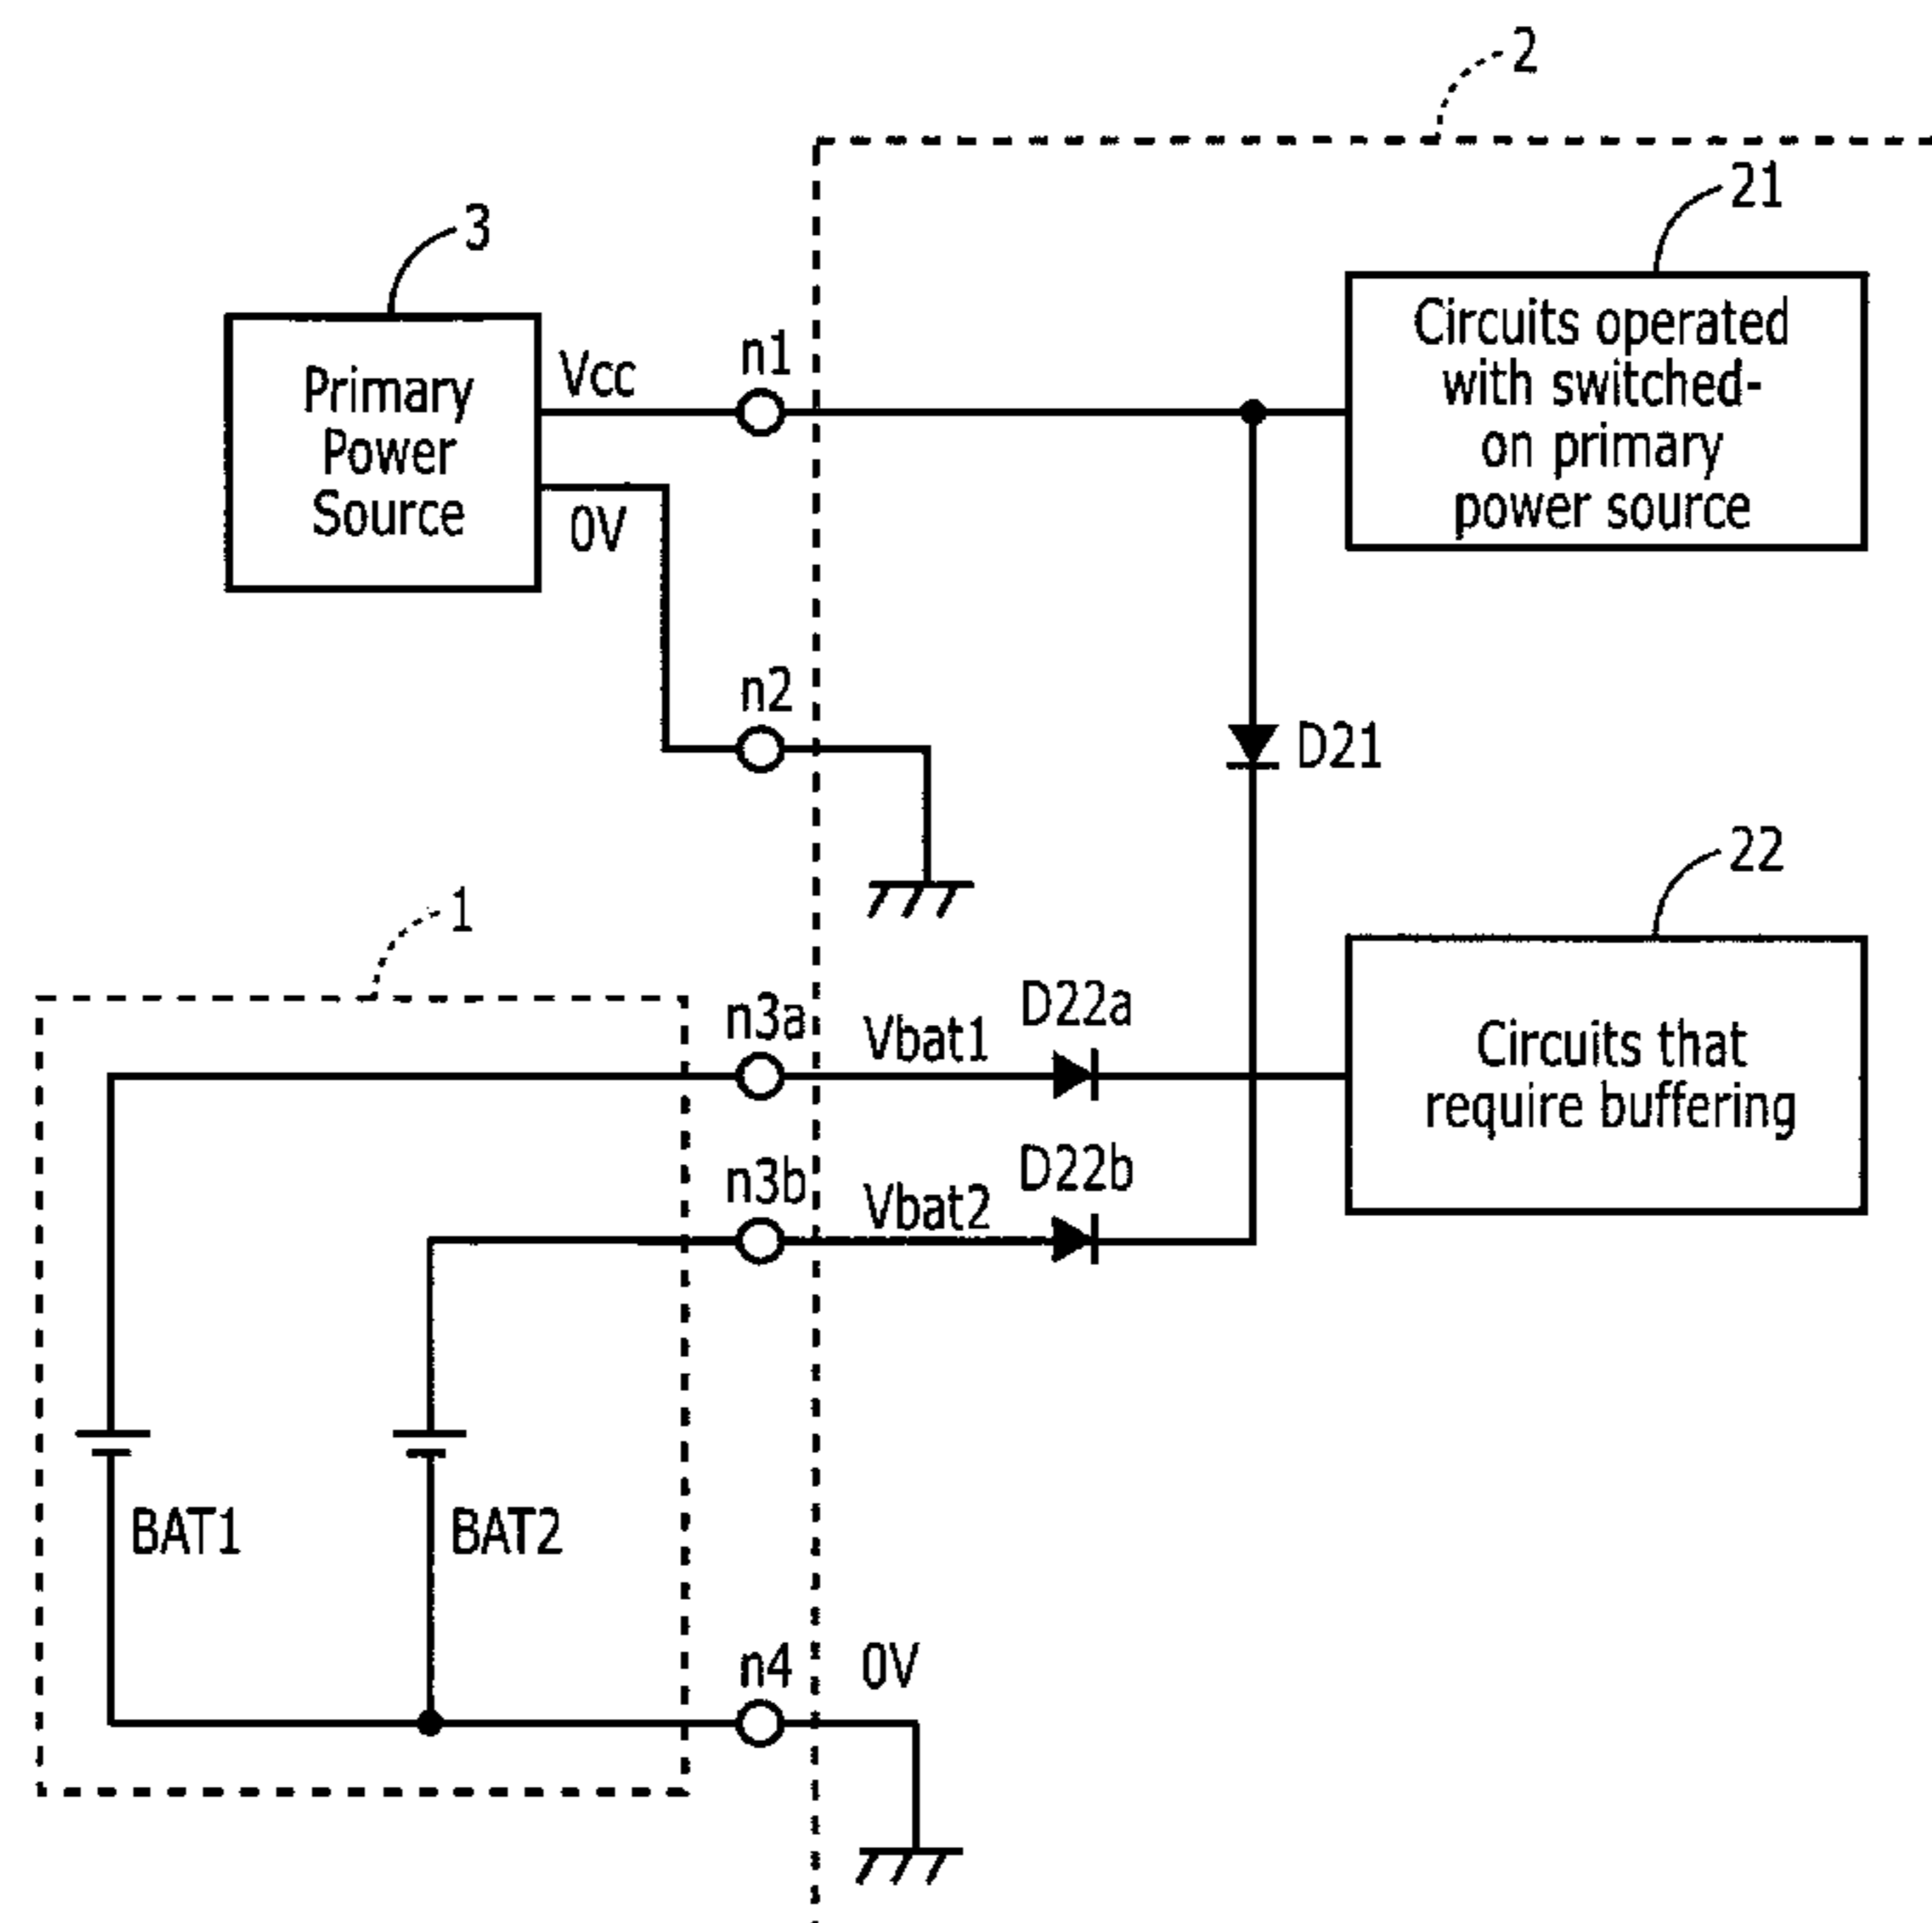 2
21
3
Circuits operated
with switched-
on primary
power source
Primary
Power
Source
Vcc
0V
n1
n2
D21
22
1
n3a
Vbat1
D22a
Circuits that
require buffering
n3b
Vbat2
D22b
BAT1
BAT2
n4
0V